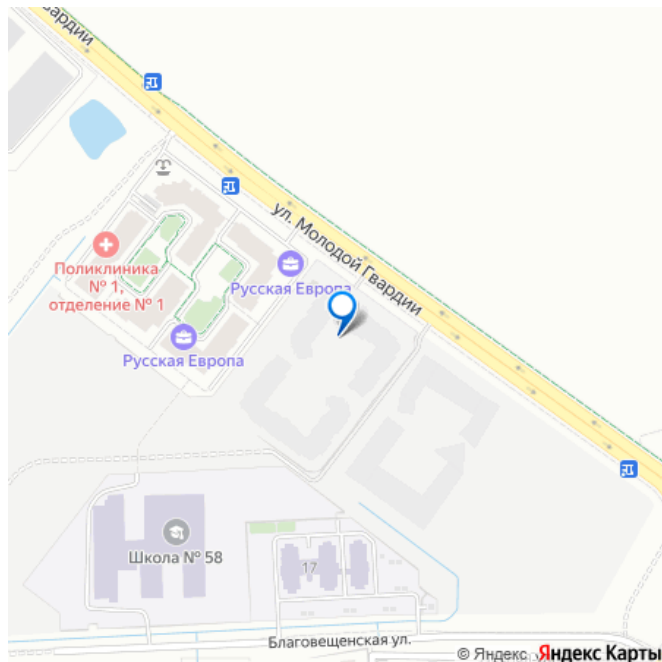 вардии
ул. Молодой Гвардии
Поликлиника
№ 1,
отделение № 1
Русская Европа
Русская Европа
Школа № 58
17
Благовещенская ул.
© Яндекс Яндекс Карты